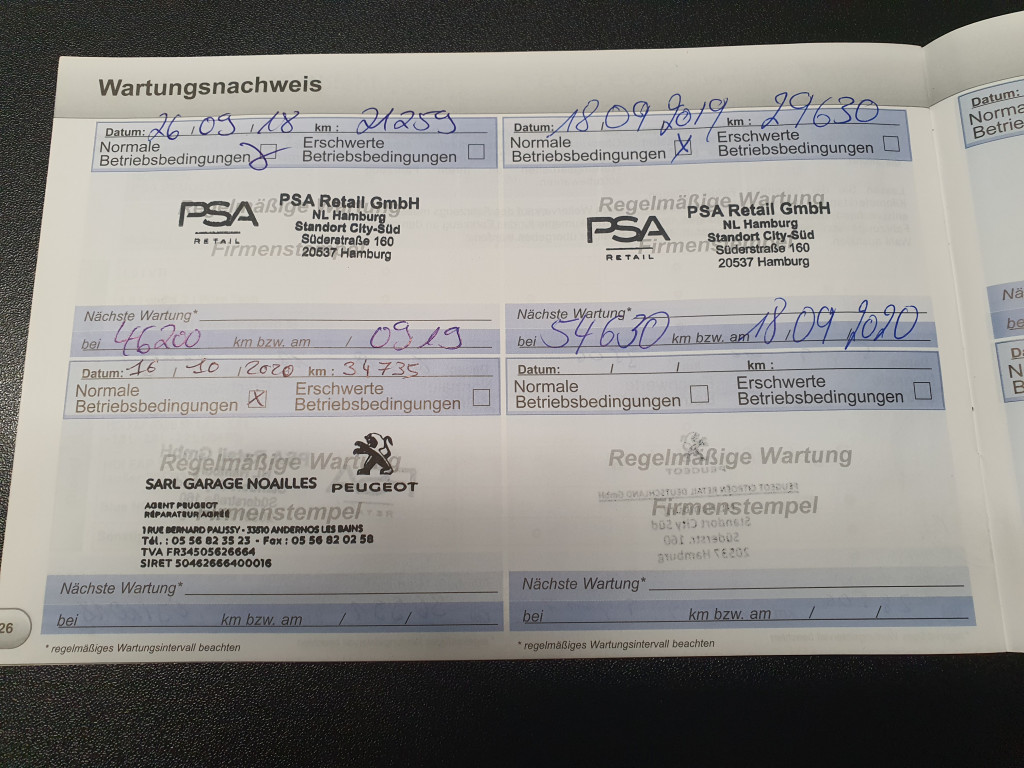 Wartungsnachweis
Datum: 26.09.18 km: 21259
Normale
Betriebsbedingungen
Erschwerte
Betriebsbedingungen
Regelmäßige Wartung
Firmenstempel
PSA
RETAIL
PSA Retail GmbH
NL Hamburg
Standort City-Süd
Süderstraße 160
20537 Hamburg
Nächste Wartung*
bei 46200 km bzw. am / 09 19
Datum: 18.09.2019 km: 29630
Normale
Betriebsbedingungen
Erschwerte
Betriebsbedingungen
Regelmäßige Wartung
Firmenstempel
PSA
RETAIL
PSA Retail GmbH
NL Hamburg
Standort City-Süd
Süderstraße 160
20537 Hamburg
Nächste Wartung*
bei 54630 km bzw. am 18.09.2020
Datum: 16 / 10 / 2020 km: 34735
Normale
Betriebsbedingungen
Erschwerte
Betriebsbedingungen
Regelmäßige Wartung
Firmenstempel
SARL GARAGE NOAILLES
PEUGEOT
AGENT PEUGEOT
RÉPARATEUR AGRÉÉ
1 RUE BERNARD PALISSY - 33510 ANDERNOS LES BAINS
Tél. : 05 56 82 35 23 - Fax : 05 56 82 02 58
TVA FR34505626664
SIRET 50462666400016
Nächste Wartung*
bei km bzw. am / /
* regelmäßiges Wartungsintervall beachten
Datum: / / km :
Normale
Betriebsbedingungen
Erschwerte
Betriebsbedingungen
Regelmäßige Wartung
Firmenstempel
Nächste Wartung*
bei km bzw. am / /
* regelmäßiges Wartungsintervall beachten
26
Datum: